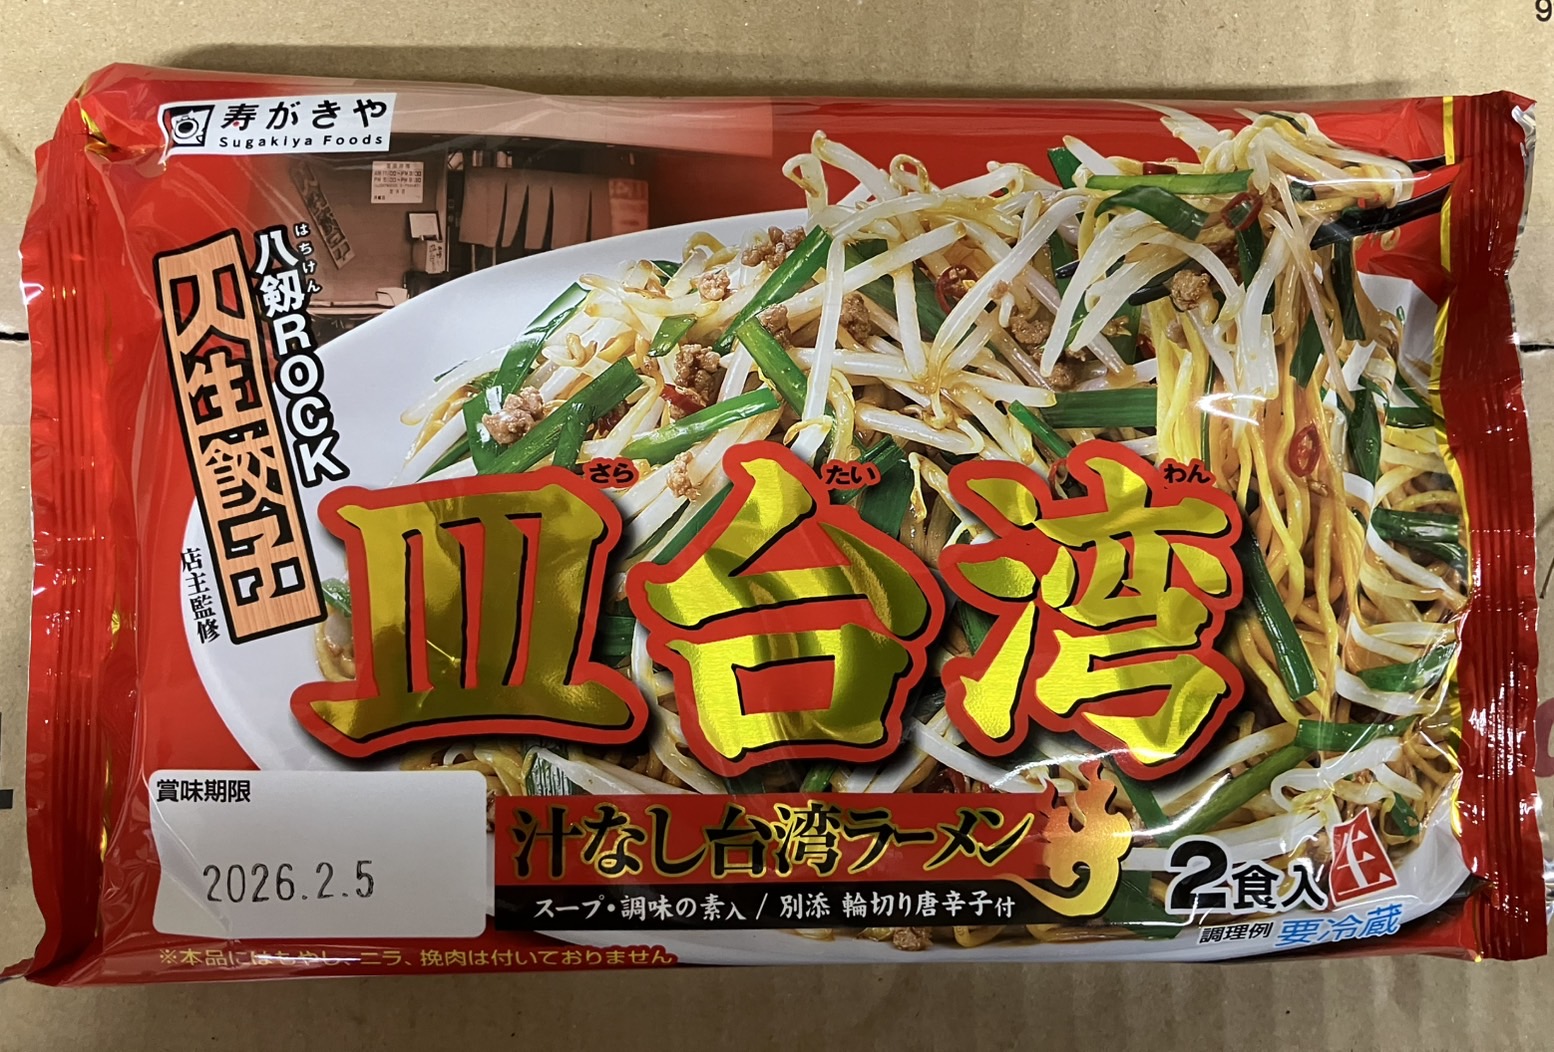 寿がきや
Sugakiya Foods
はちけん
八剱ROCK
人生餃子
店主監修
さら たい わん
皿台湾
汁なし台湾ラーメン
スープ・調味の素入 / 別添 輪切り唐辛子付
賞味期限
2026.2.5
2食入
生
調理例
要冷蔵
※本品にはもやし、ニラ、挽肉は付いておりません